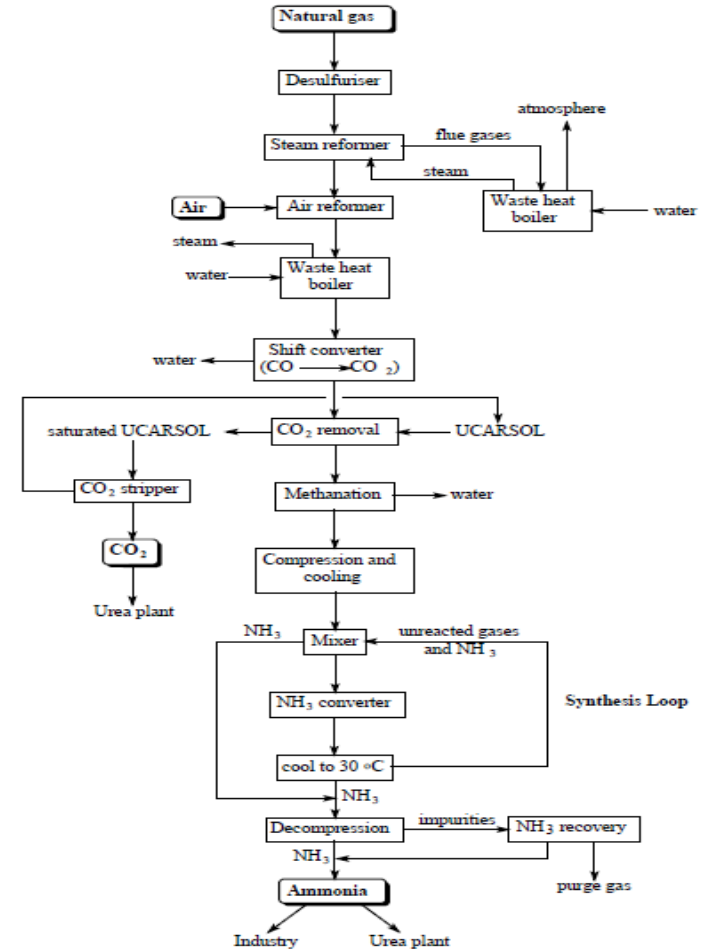 Natural gas
Desulfuriser
atmosphere
Steam reformer
flue gases
steam
Air
Air reformer
Waste heat
boiler
water
steam
water
Waste heat
boiler
Shift converter
(CO → CO₂)
water
saturated UCARSOL
CO₂ removal
UCARSOL
CO₂ stripper
Methanation
water
CO₂
Compression and
cooling
Urea plant
NH₃
Mixer
unreacted gases
and NH₃
NH₃ converter
Synthesis Loop
cool to 30 °C
NH₃
Decompression
impurities
NH₃ recovery
NH₃
purge gas
Ammonia
Industry
Urea plant